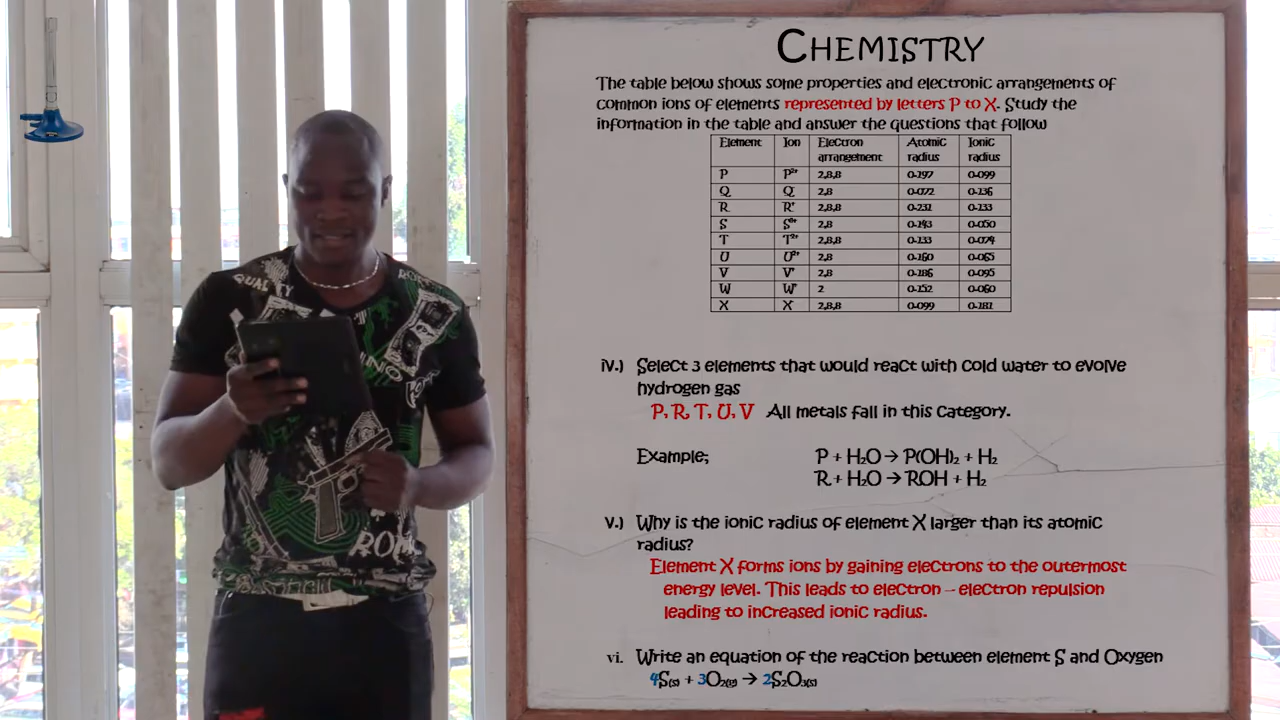 CHEMISTRY
The table below shows some properties and electronic arrangements of
common ions of elements represented by letters P to X. Study the
information in the table and answer the questions that follow
Element Ion Electron arrangement Atomic radius Ionic radius
P P²⁺ 2,8,8 0.197 0.099
Q Q⁻ 2,8 0.072 0.136
R R⁺ 2,8,8 0.231 0.133
S 2,8 0.143 0.050
T T²⁺ 2,8,8 0.133 0.074
U U²⁺ 2,8 0.160 0.065
V V⁺ 2,8 0.186 0.095
W W⁺ 2 0.152 0.060
X X⁻ 2,8,8 0.099 0.181
iv.) Select 3 elements that would react with cold water to evolve
hydrogen gas
P, R, T, U, V All metals fall in this category.
Example; P + H₂O → P(OH)₂ + H₂
R + H₂O → ROH + H₂
v.) Why is the ionic radius of element X larger than its atomic
radius?
Element X forms ions by gaining electrons to the outermost
energy level. This leads to electron – electron repulsion
leading to increased ionic radius.
vi. Write an equation of the reaction between element S and Oxygen
4S(s) + 3O₂(g) → 2S₂O₃(s)
QUALITY
ROM